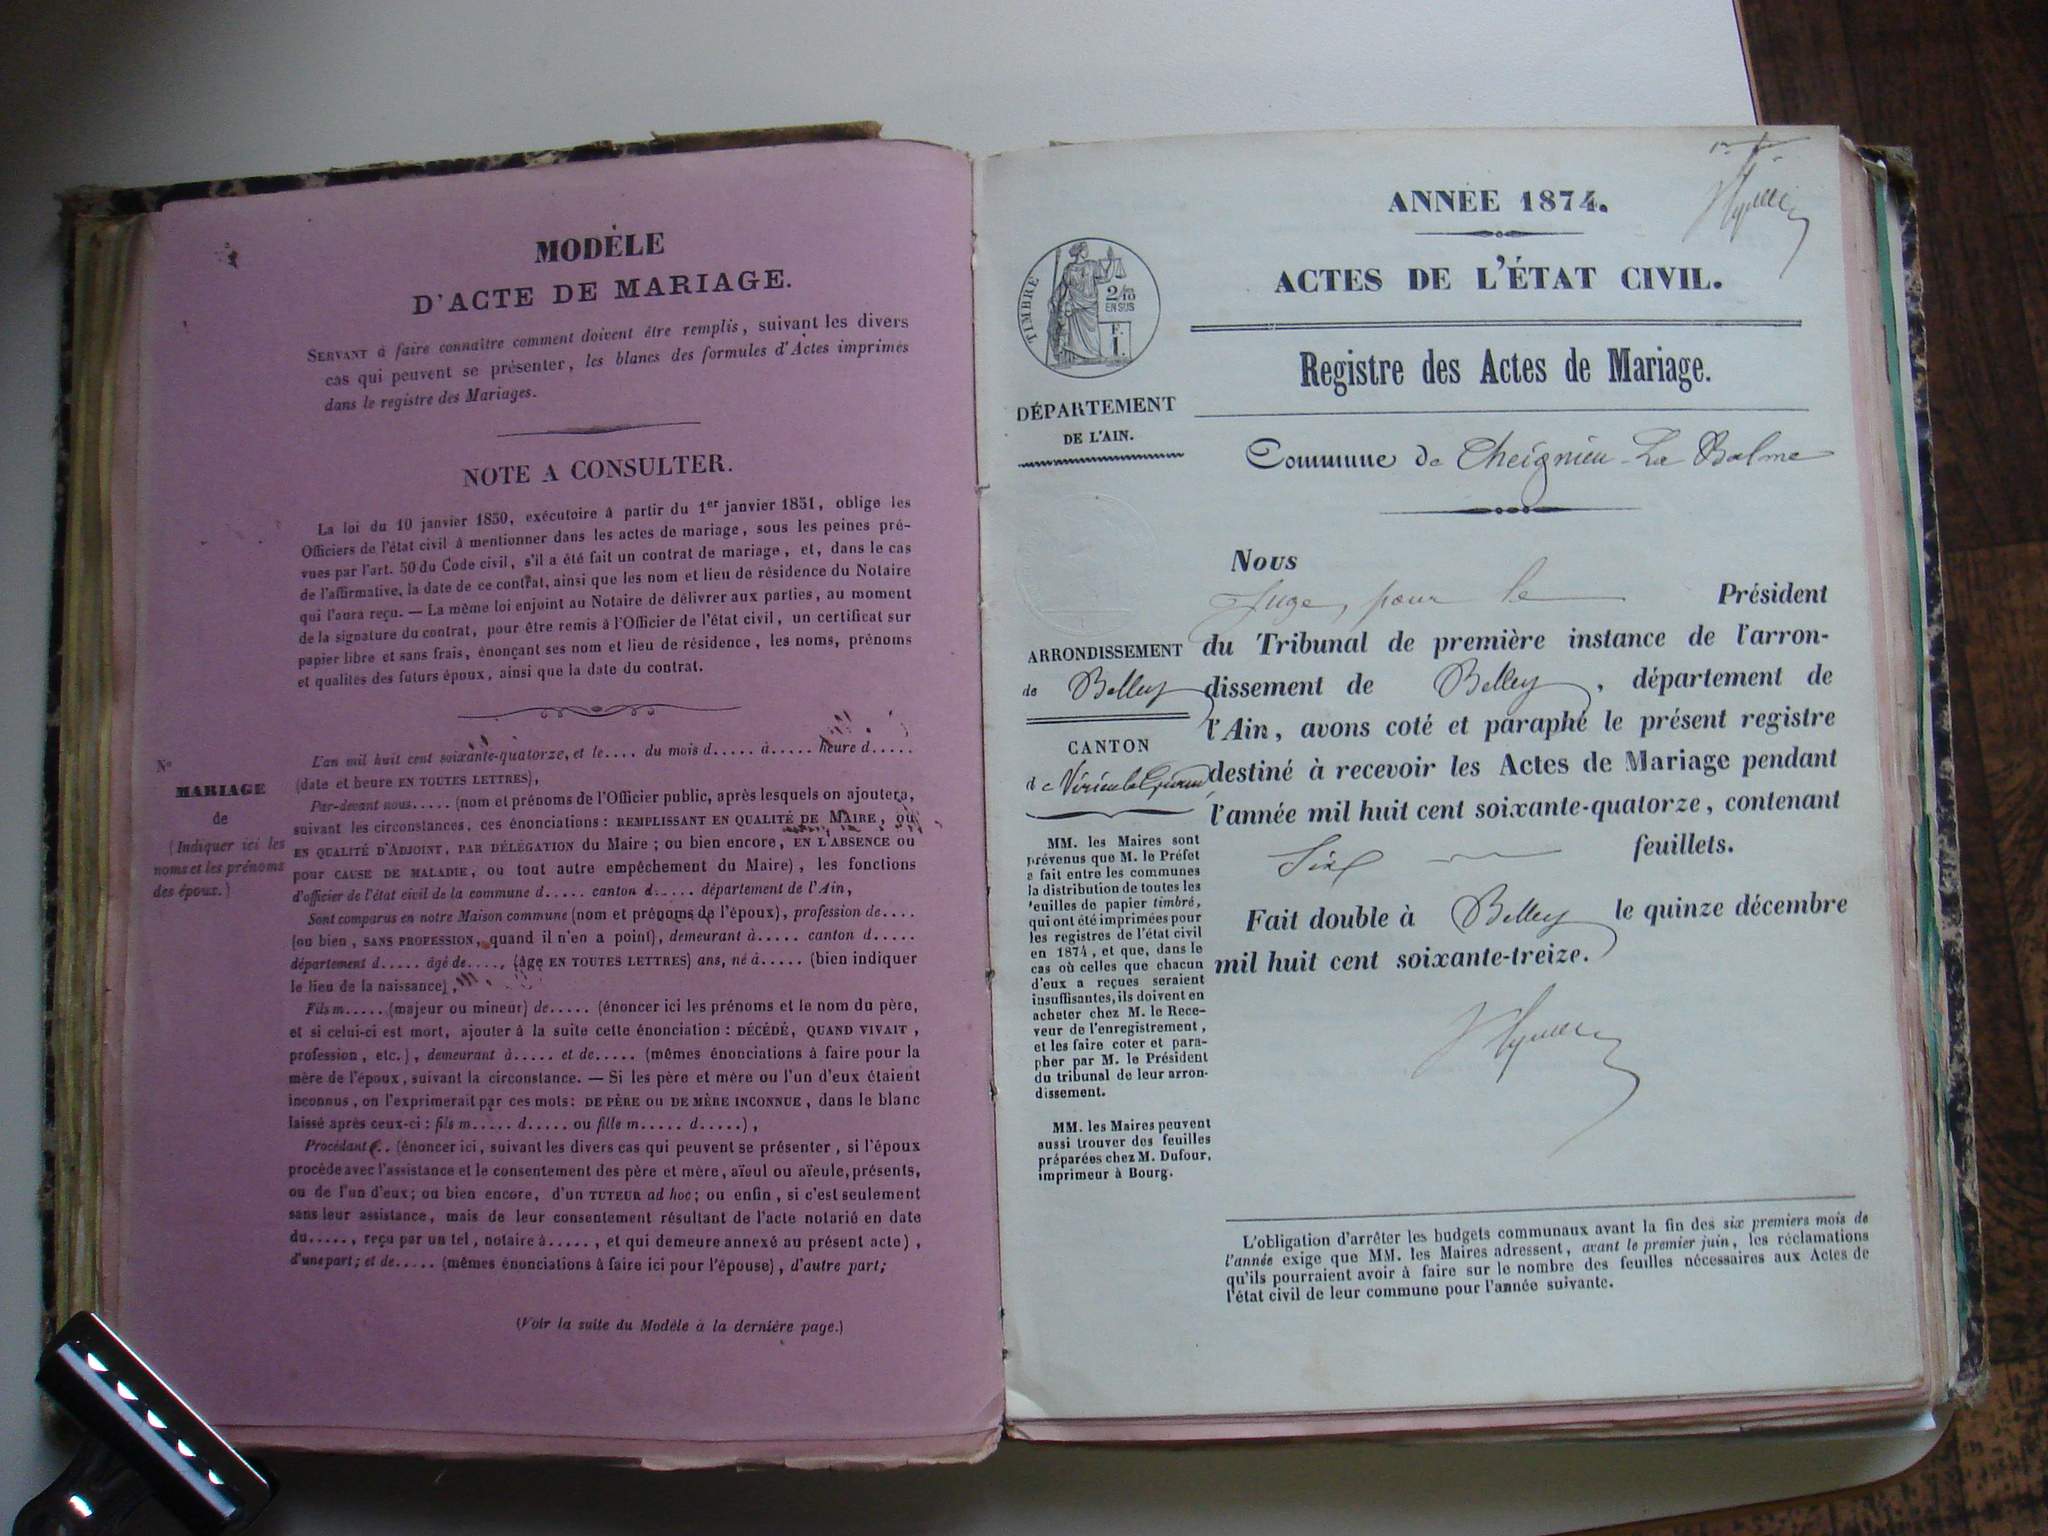 MODÈLE
D'ACTE DE MARIAGE.
SERVANT à faire connaître comment doivent être remplis, suivant les divers
cas qui peuvent se présenter, les blancs des formules d'Actes imprimés
dans le registre des Mariages.
NOTE A CONSULTER.
La loi du 10 janvier 1850, exécutoire à partir du 1er janvier 1851, oblige les
Officiers de l'état civil à mentionner dans les actes de mariage, sous les peines pré-
vues par l'art. 50 du Code civil, s'il a été fait un contrat de mariage, et, dans le cas
de l'affirmative, la date de ce contrat, ainsi que les nom et lieu de résidence du Notaire
qui l'aura reçu. — La même loi enjoint au Notaire de délivrer aux parties, au moment
de la signature du contrat, pour être remis à l'Officier de l'état civil, un certificat sur
papier libre et sans frais, énonçant ses nom et lieu de résidence, les noms, prénoms
et qualités des futurs époux, ainsi que la date du contrat.
No
MARIAGE
de
(Indiquer ici les
noms et les prénoms
des époux.)
L'an mil huit cent soixante-quatorze, et le.... du mois d..... à..... heure d.....
(date et heure EN TOUTES LETTRES),
Par-devant nous..... (nom et prénoms de l'Officier public, après lesquels on ajoutera,
suivant les circonstances, ces énonciations : REMPLISSANT EN QUALITÉ DE MAIRE, ou
EN QUALITÉ D'ADJOINT, PAR DÉLÉGATION du Maire ; ou bien encore, EN L'ABSENCE ou
pour CAUSE DE MALADIE, ou tout autre empêchement du Maire), les fonctions
d'officier de l'état civil de la commune d..... canton d..... département de l'Ain,
Sont comparus en notre Maison commune (nom et prénoms de l'époux), profession de....
(ou bien, SANS PROFESSION, quand il n'en a point), demeurant à..... canton d.....
département d..... âgé de...., (âge EN TOUTES LETTRES) ans, né à..... (bien indiquer
le lieu de la naissance),
Fils m..... (majeur ou mineur) de..... (énoncer ici les prénoms et le nom du père,
et si celui-ci est mort, ajouter à la suite cette énonciation : DÉCÉDÉ, QUAND VIVAIT,
profession, etc.), demeurant à..... et de..... (mêmes énonciations à faire pour la
mère de l'époux, suivant la circonstance. — Si les père et mère ou l'un d'eux étaient
inconnus, on l'exprimerait par ces mots : DE PÈRE ou DE MÈRE INCONNUE, dans le blanc
laissé après ceux-ci : fils m..... d..... ou fille m..... d.....),
Procédant... (énoncer ici, suivant les divers cas qui peuvent se présenter, si l'époux
procède avec l'assistance et le consentement des père et mère, aïeul ou aïeule, présents,
ou de l'un d'eux ; ou bien encore, d'un TUTEUR ad hoc ; ou enfin, si c'est seulement
sans leur assistance, mais de leur consentement résultant de l'acte notarié en date
du....., reçu par un tel, notaire à....., et qui demeure annexé au présent acte),
d'une part ; et de..... (mêmes énonciations à faire ici pour l'épouse), d'autre part ;
(Voir la suite du Modèle à la dernière page.)
ANNÉE 1874.
ACTES DE L'ÉTAT CIVIL.
TIMBRE
2/10
EN SUS
F.
1.
Registre des Actes de Mariage.
DÉPARTEMENT
DE L'AIN.
Commune de Cheignieu-La Balme
Nous
Juge, pour le Président
du Tribunal de première instance de l'arron-
dissement de Belley, département de
l'Ain, avons coté et paraphé le présent registre
destiné à recevoir les Actes de Mariage pendant
l'année mil huit cent soixante-quatorze, contenant
Six feuillets.
Fait double à Belley le quinze décembre
mil huit cent soixante-treize.
ARRONDISSEMENT
de Belley
CANTON
de Virieu le Grand
MM. les Maires sont
prévenus que M. le Préfet
a fait entre les communes
la distribution de toutes les
feuilles de papier timbré,
qui ont été imprimées pour
les registres de l'état civil
en 1874, et que, dans le
cas où celles que chacun
d'eux a reçues seraient
insuffisantes, ils doivent en
acheter chez M. le Rece-
veur de l'enregistrement,
et les faire coter et para-
pher par M. le Président
du tribunal de leur arron-
dissement.
MM. les Maires peuvent
aussi trouver des feuilles
préparées chez M. Dufour,
imprimeur à Bourg.
L'obligation d'arrêter les budgets communaux avant la fin des six premiers mois de
l'année exige que MM. les Maires adressent, avant le premier juin, les réclamations
qu'ils pourraient avoir à faire sur le nombre des feuilles nécessaires aux Actes de
l'état civil de leur commune pour l'année suivante.